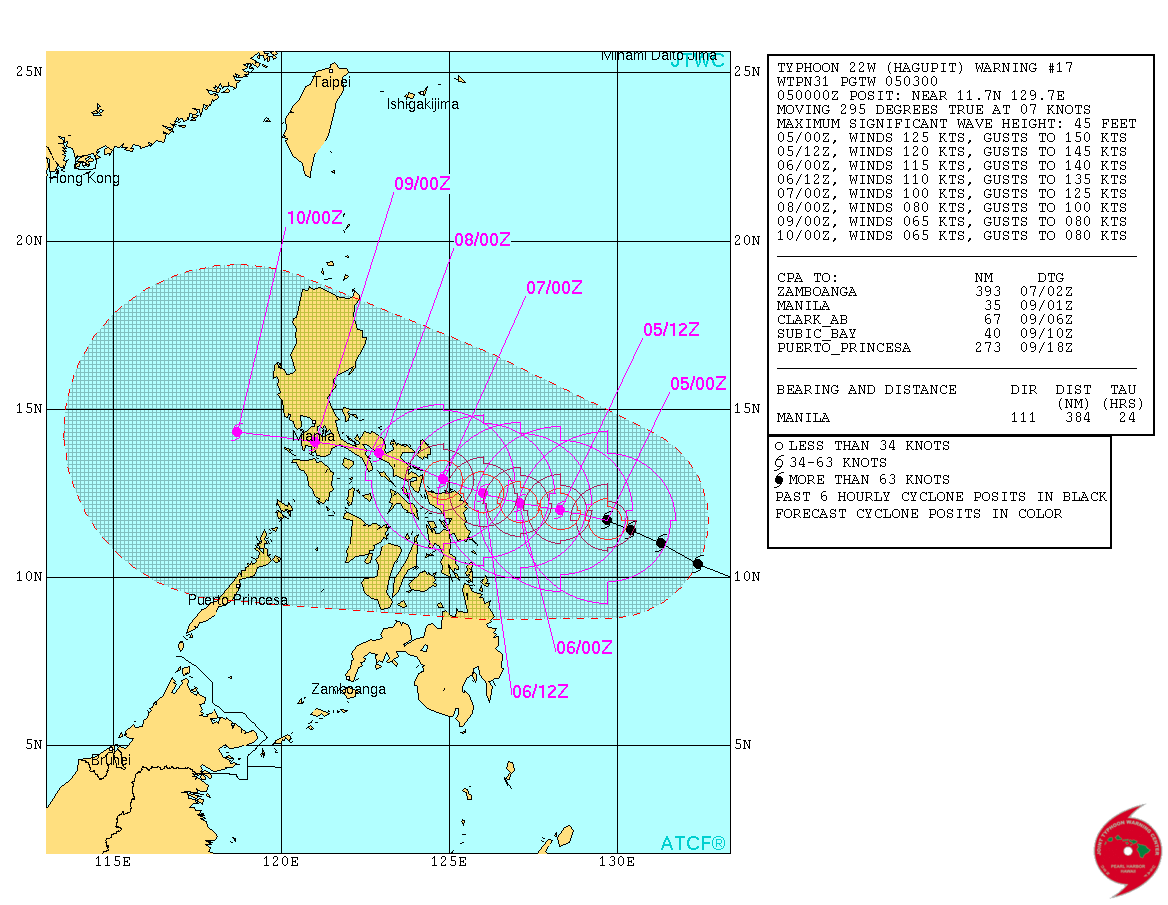 Minami Daito Jima
JTWC
25N
25N
Taipei
Ishigakijima
Hong Kong
09/00Z
10/00Z
08/00Z
20N
20N
07/00Z
05/12Z
05/00Z
15N
15N
Manila
10N
10N
Puerto Princesa
06/00Z
06/12Z
Zamboanga
5N
5N
Brunei
ATCF®
115E
120E
125E
130E
TYPHOON 22W (HAGUPIT) WARNING #17
WTPN31 PGTW 050300
050000Z POSIT: NEAR 11.7N 129.7E
MOVING 295 DEGREES TRUE AT 07 KNOTS
MAXIMUM SIGNIFICANT WAVE HEIGHT: 45 FEET
05/00Z, WINDS 125 KTS, GUSTS TO 150 KTS
05/12Z, WINDS 120 KTS, GUSTS TO 145 KTS
06/00Z, WINDS 115 KTS, GUSTS TO 140 KTS
06/12Z, WINDS 110 KTS, GUSTS TO 135 KTS
07/00Z, WINDS 100 KTS, GUSTS TO 125 KTS
08/00Z, WINDS 080 KTS, GUSTS TO 100 KTS
09/00Z, WINDS 065 KTS, GUSTS TO 080 KTS
10/00Z, WINDS 065 KTS, GUSTS TO 080 KTS
CPA TO: NM DTG
ZAMBOANGA 393 07/02Z
MANILA 35 09/01Z
CLARK_AB 67 09/06Z
SUBIC_BAY 40 09/10Z
PUERTO_PRINCESA 273 09/18Z
BEARING AND DISTANCE DIR DIST TAU
(NM) (HRS)
MANILA 111 384 24
LESS THAN 34 KNOTS
34-63 KNOTS
MORE THAN 63 KNOTS
PAST 6 HOURLY CYCLONE POSITS IN BLACK
FORECAST CYCLONE POSITS IN COLOR
JOINT TYPHOON WARNING CENTER
PEARL HARBOR
HAWAII